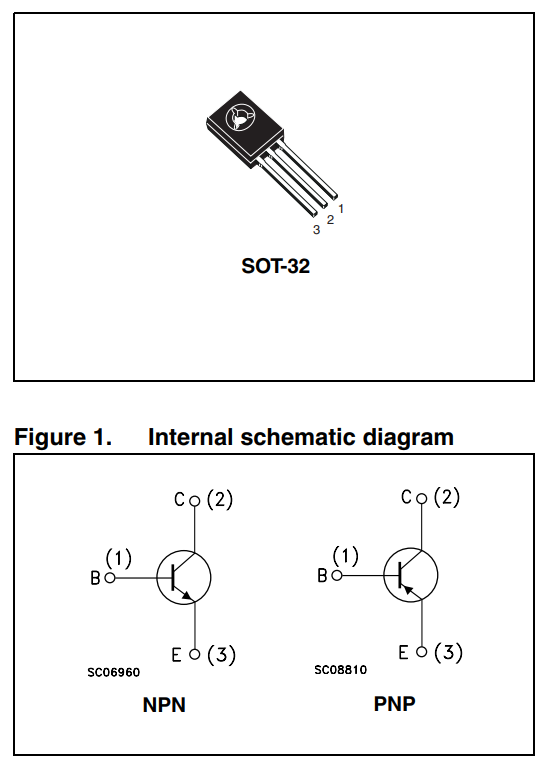 1
2
3
SOT-32
Figure 1. Internal schematic diagram
C (2) C (2)
(1) (1)
B B
E (3) E (3)
SC06960 SC08810
NPN PNP